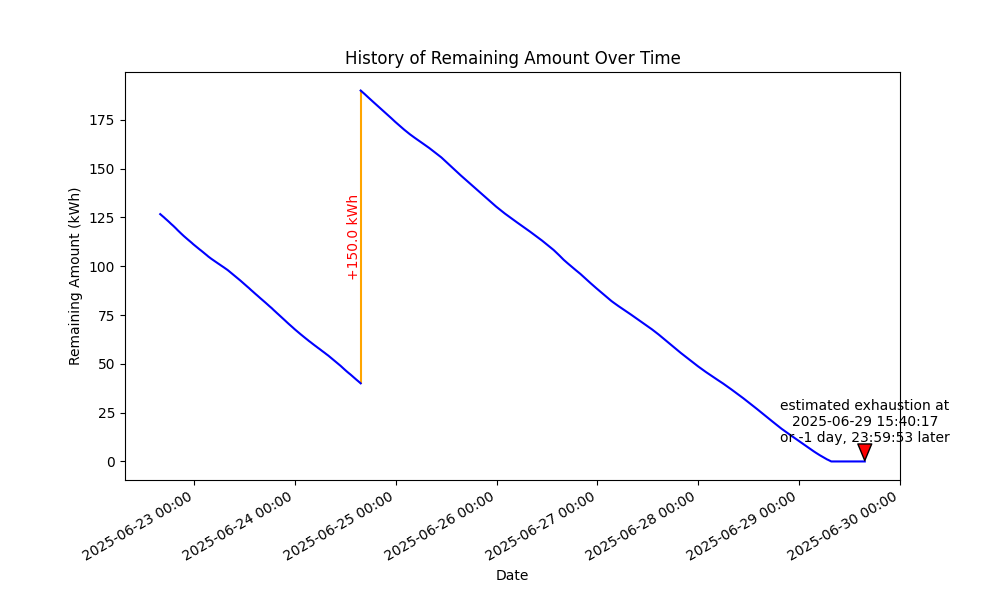 History of Remaining Amount Over Time
Remaining Amount (kWh)
175
150
125
100
75
50
25
0
+150.0 kWh
estimated exhaustion at
2025-06-29 15:40:17
or -1 day, 23:59:53 later
2025-06-23 00:00
2025-06-24 00:00
2025-06-25 00:00
2025-06-26 00:00
2025-06-27 00:00
2025-06-28 00:00
2025-06-29 00:00
2025-06-30 00:00
Date